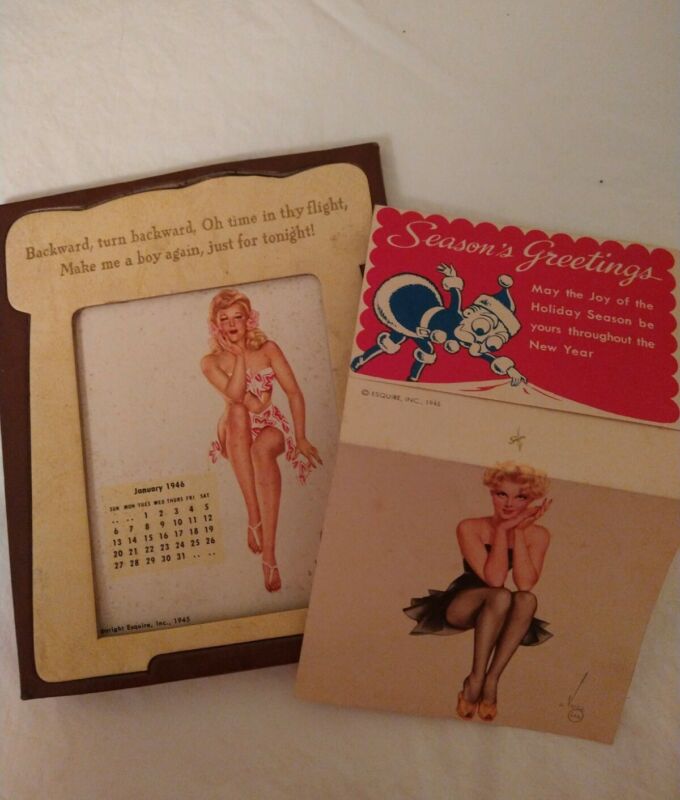 Backward, turn backward, Oh time in thy flight,
Make me a boy again, just for tonight!
January 1946
SUN MON TUES WED THURS FRI SAT
.. .. 1 2 3 4 5
6 7 8 9 10 11 12
13 14 15 16 17 18 19
20 21 22 23 24 25 26
27 28 29 30 31 .. ..
Esquire, Inc., 1945
Season's Greetings
May the Joy of the
Holiday Season be
yours throughout the
New Year
© ESQUIRE, INC., 1945